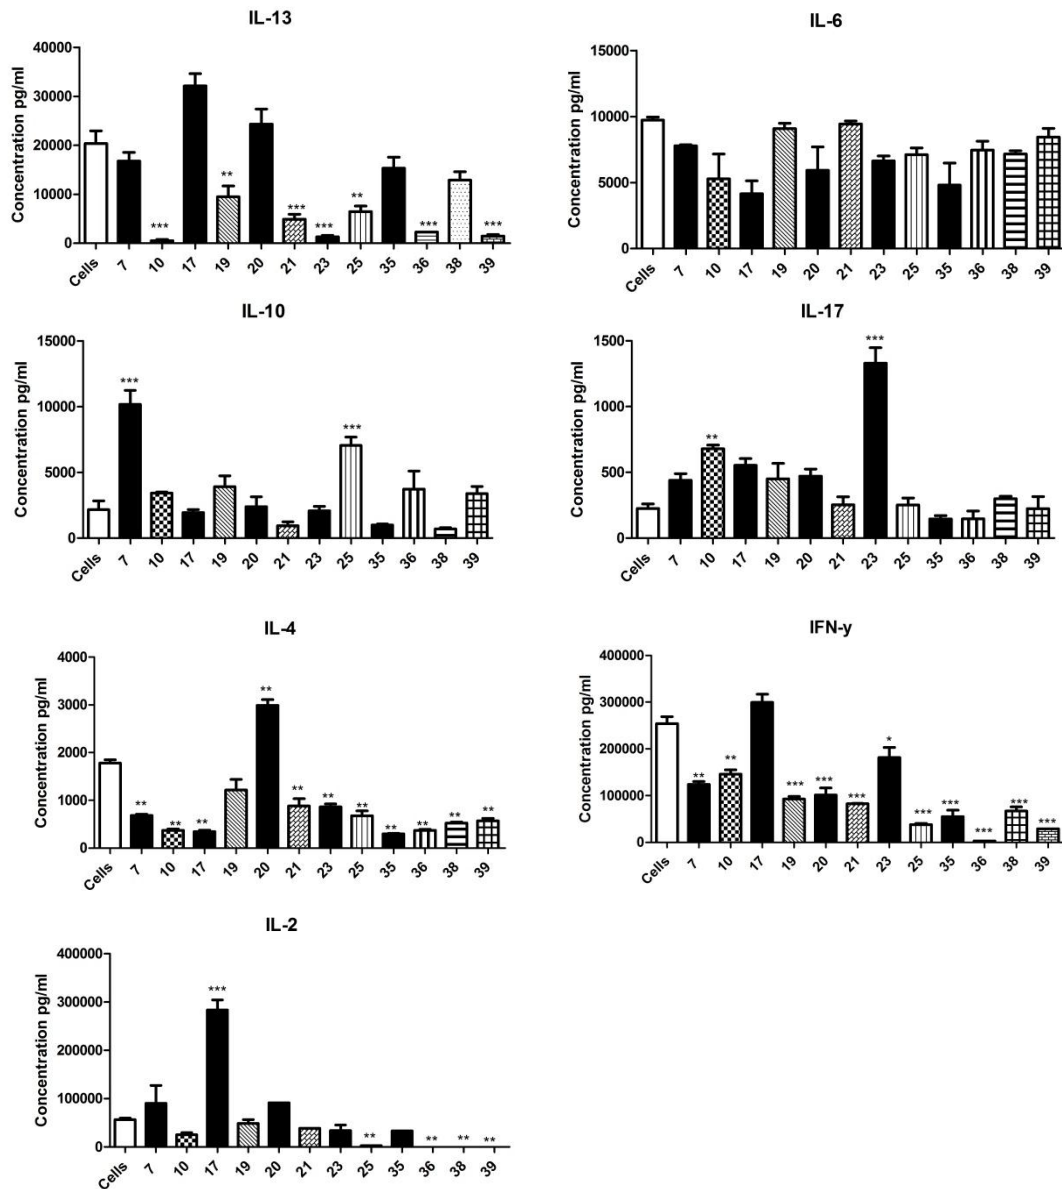 IL-13
Concentration pg/ml
40000
30000
20000
10000
0
** *** ** *** *** *** ***
Cells 7 10 17 19 20 21 23 25 35 36 38 39
IL-6
Concentration pg/ml
15000
10000
5000
0
Cells 7 10 17 19 20 21 23 25 35 36 38 39
IL-10
Concentration pg/ml
15000
10000
5000
0
*** ***
Cells 7 10 17 19 20 21 23 25 35 36 38 39
IL-17
Concentration pg/ml
1500
1000
500
0
** ***
Cells 7 10 17 19 20 21 23 25 35 36 38 39
IL-4
Concentration pg/ml
4000
3000
2000
1000
0
** ** ** ** ** ** ** ** ** ** **
Cells 7 10 17 19 20 21 23 25 35 36 38 39
IFN-y
Concentration pg/ml
400000
300000
200000
100000
0
** ** *** *** *** * *** *** *** *** ***
Cells 7 10 17 19 20 21 23 25 35 36 38 39
IL-2
Concentration pg/ml
400000
300000
200000
100000
0
*** ** ** ** **
Cells 7 10 17 19 20 21 23 25 35 36 38 39